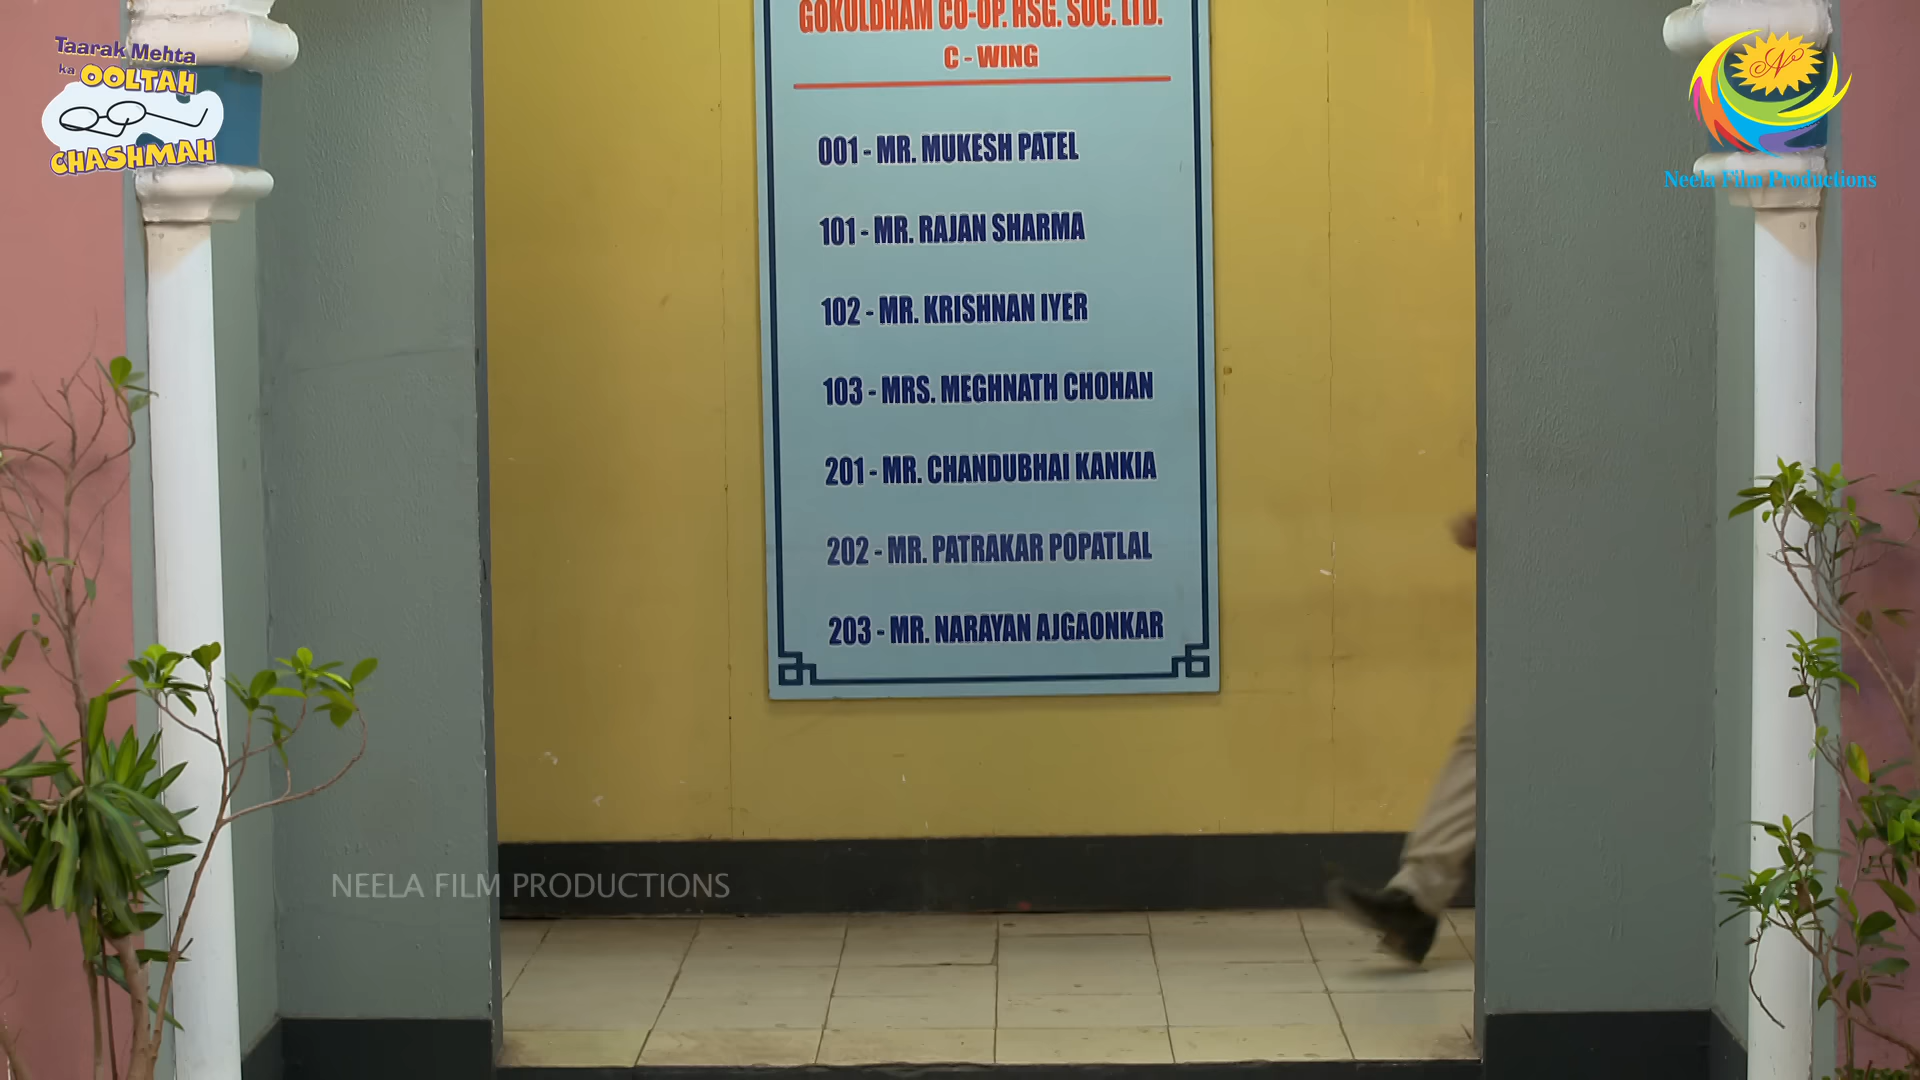 Taarak Mehta
ka OOLTAH
CHASHMAH
Neela Film Productions
GOKULDHAM CO-OP. HSG. SOC. LTD.
C - WING
001 - MR. MUKESH PATEL
101 - MR. RAJAN SHARMA
102 - MR. KRISHNAN IYER
103 - MRS. MEGHNATH CHOHAN
201 - MR. CHANDUBHAI KANKIA
202 - MR. PATRAKAR POPATLAL
203 - MR. NARAYAN AJGAONKAR
NEELA FILM PRODUCTIONS